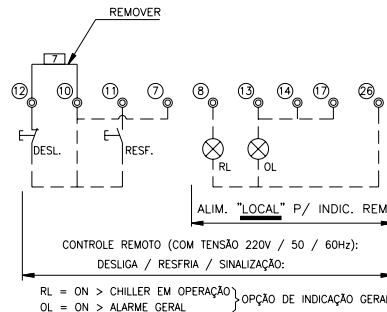 REMOVER
7
12 10 11 7 8 13 14 17 26
DESL. RESF. RL OL
ALIM. "LOCAL" P/ INDIC. REM
CONTROLE REMOTO (COM TENSÃO 220V / 50 / 60Hz):
DESLIGA / RESFRIA / SINALIZAÇÃO:
RL = ON > CHILLER EM OPERAÇÃO
OL = ON > ALARME GERAL
OPÇÃO DE INDICAÇÃO GERAL